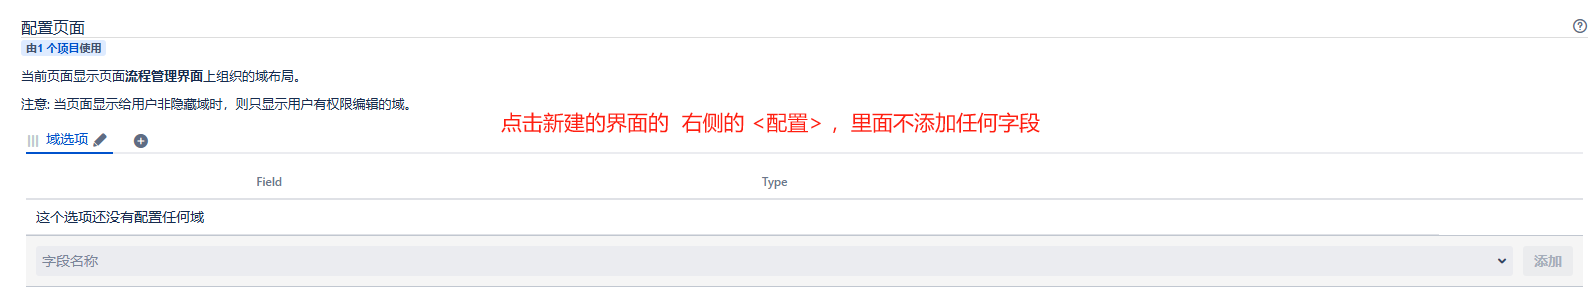 配置页面
由1 个项目使用
当前页面显示页面流程管理界面上组织的域布局。
注意: 当页面显示给用户非隐藏域时，则只显示用户有权限编辑的域。
点击新建的界面的 右侧的 <配置> ，里面不添加任何字段
域选项
Field Type
这个选项还没有配置任何域
字段名称 添加